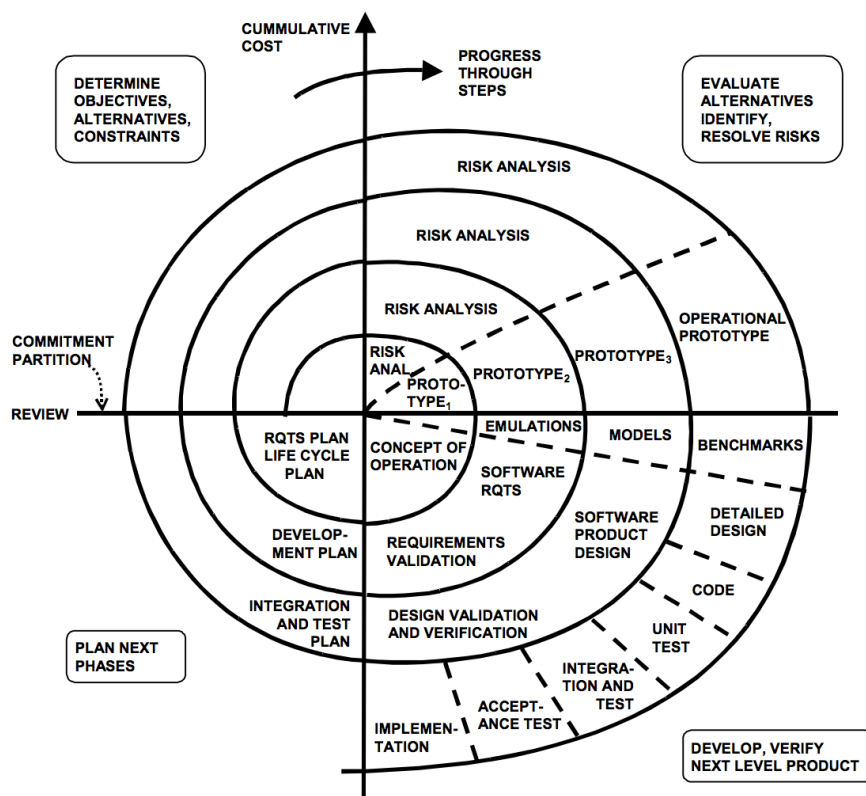 CUMMULATIVE
COST
PROGRESS
THROUGH
STEPS
DETERMINE
OBJECTIVES,
ALTERNATIVES,
CONSTRAINTS
EVALUATE
ALTERNATIVES
IDENTIFY,
RESOLVE RISKS
RISK ANALYSIS
RISK ANALYSIS
RISK ANALYSIS
RISK
ANAL.
PROTO-
TYPE1
PROTOTYPE2
PROTOTYPE3
OPERATIONAL
PROTOTYPE
COMMITMENT
PARTITION
REVIEW
EMULATIONS
MODELS
BENCHMARKS
RQTS PLAN
LIFE CYCLE
PLAN
CONCEPT OF
OPERATION
SOFTWARE
RQTS
SOFTWARE
PRODUCT
DESIGN
DETAILED
DESIGN
DEVELOP-
MENT PLAN
REQUIREMENTS
VALIDATION
CODE
UNIT
TEST
INTEGRATION
AND TEST
PLAN
DESIGN VALIDATION
AND VERIFICATION
INTEGRA-
TION AND
TEST
ACCEPT-
ANCE TEST
IMPLEMEN-
TATION
PLAN NEXT
PHASES
DEVELOP, VERIFY
NEXT LEVEL PRODUCT